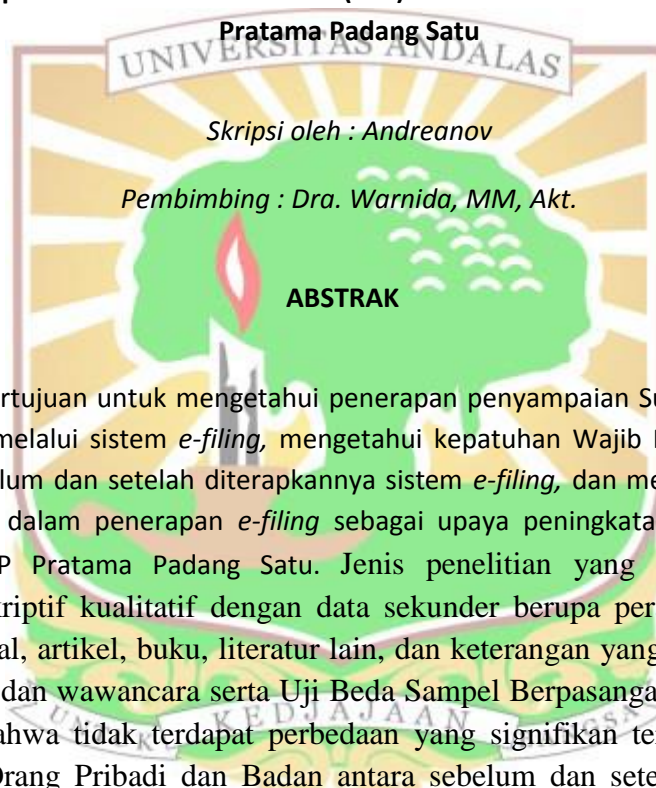 Pratama Padang Satu
UNIVERSITAS ANDALAS
Skripsi oleh : Andreanov
Pembimbing : Dra. Warnida, MM, Akt.
ABSTRAK
ertujuan untuk mengetahui penerapan penyampaian Su
melalui sistem e-filing, mengetahui kepatuhan Wajib
lum dan setelah diterapkannya sistem e-filing, dan me
dalam penerapan e-filing sebagai upaya peningkata
P Pratama Padang Satu. Jenis penelitian yang
kriptif kualitatif dengan data sekunder berupa per
al, artikel, buku, literatur lain, dan keterangan yang
dan wawancara serta Uji Beda Sampel Berpasanga
ahwa tidak terdapat perbedaan yang signifikan te
UNTUK KEDJAJAAN BANGSA
Orang Pribadi dan Badan antara sebelum dan sete